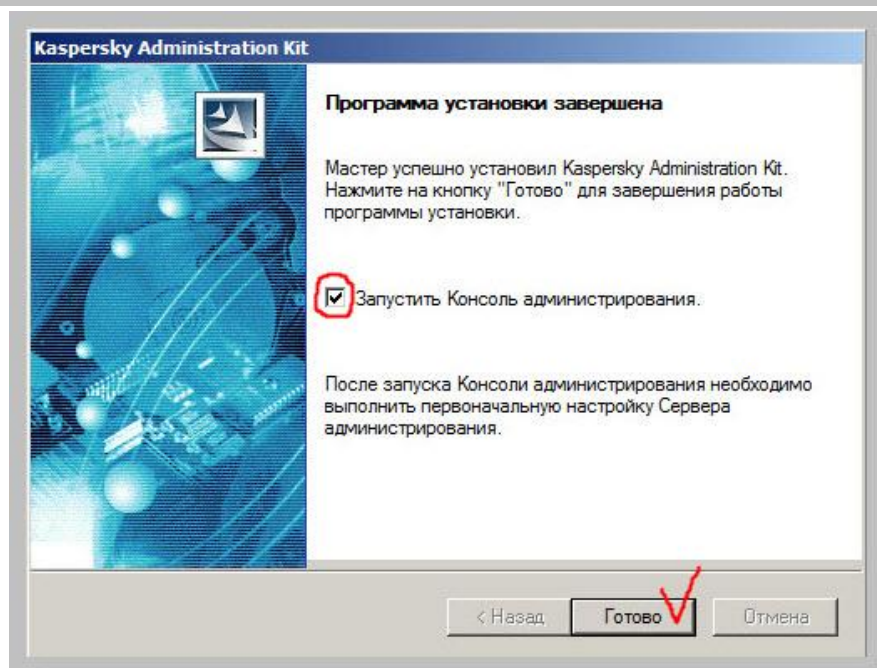 Kaspersky Administration Kit
Программа установки завершена
Мастер успешно установил Kaspersky Administration Kit.
Нажмите на кнопку "Готово" для завершения работы
программы установки.
Запустить Консоль администрирования.
После запуска Консоли администрирования необходимо
выполнить первоначальную настройку Сервера
администрирования.
< Назад Готово Отмена